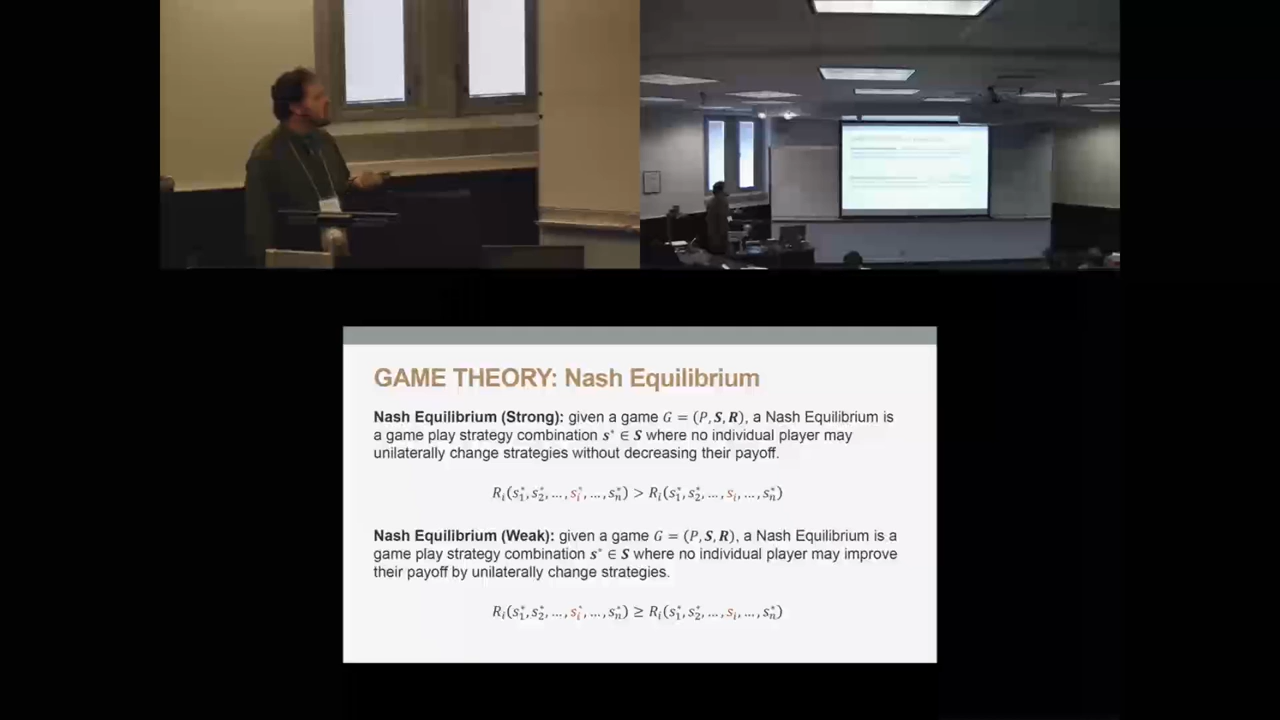 GAME THEORY: Nash Equilibrium
Nash Equilibrium (Strong): given a game G = (P, S, R), a Nash Equilibrium is
a game play strategy combination s* ∈ S where no individual player may
unilaterally change strategies without decreasing their payoff.
R_i(s_1^*, s_2^*, ..., s_i^*, ..., s_n^*) > R_i(s_1^*, s_2^*, ..., s_i, ..., s_n^*)
Nash Equilibrium (Weak): given a game G = (P, S, R), a Nash Equilibrium is a
game play strategy combination s* ∈ S where no individual player may improve
their payoff by unilaterally change strategies.
R_i(s_1^*, s_2^*, ..., s_i^*, ..., s_n^*) ≥ R_i(s_1^*, s_2^*, ..., s_i, ..., s_n^*)